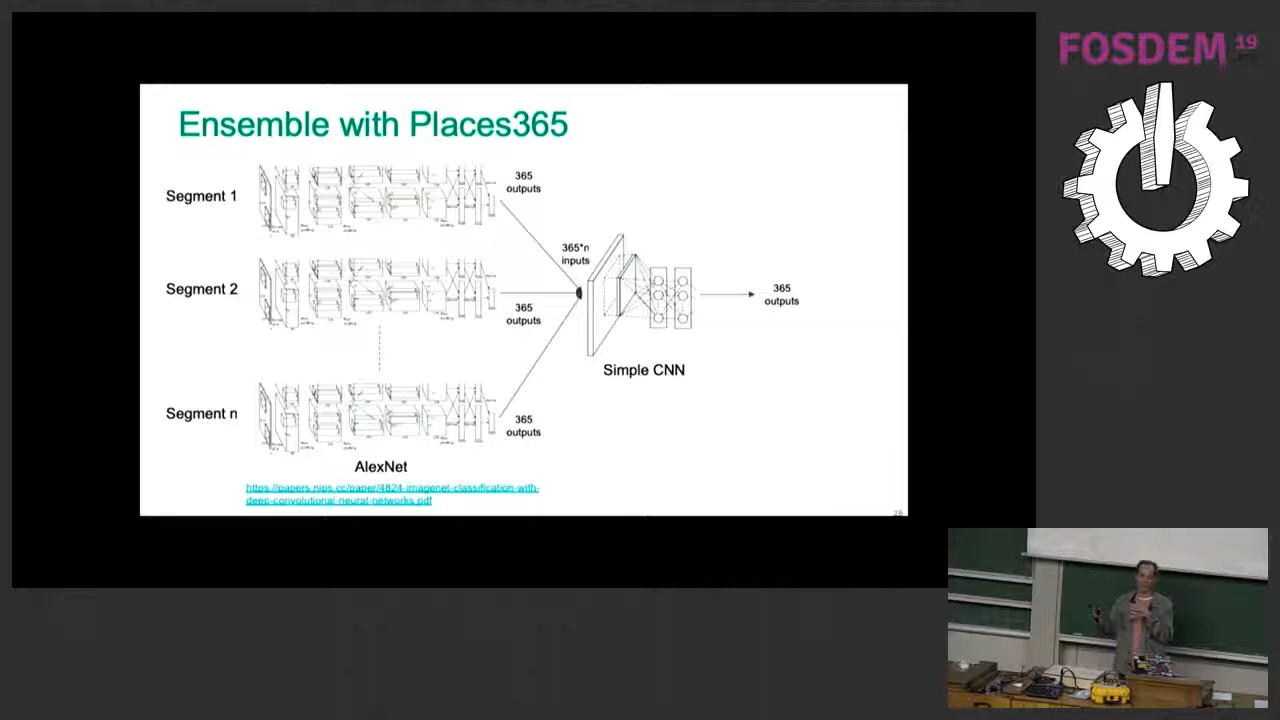 FOSDEM 19
Ensemble with Places365
Segment 1
365
outputs
365*n
inputs
Segment 2
365
outputs
365
outputs
Simple CNN
Segment n
365
outputs
AlexNet
https://papers.nips.cc/paper/4824-imagenet-classification-with-
deep-convolutional-neural-networks.pdf
26